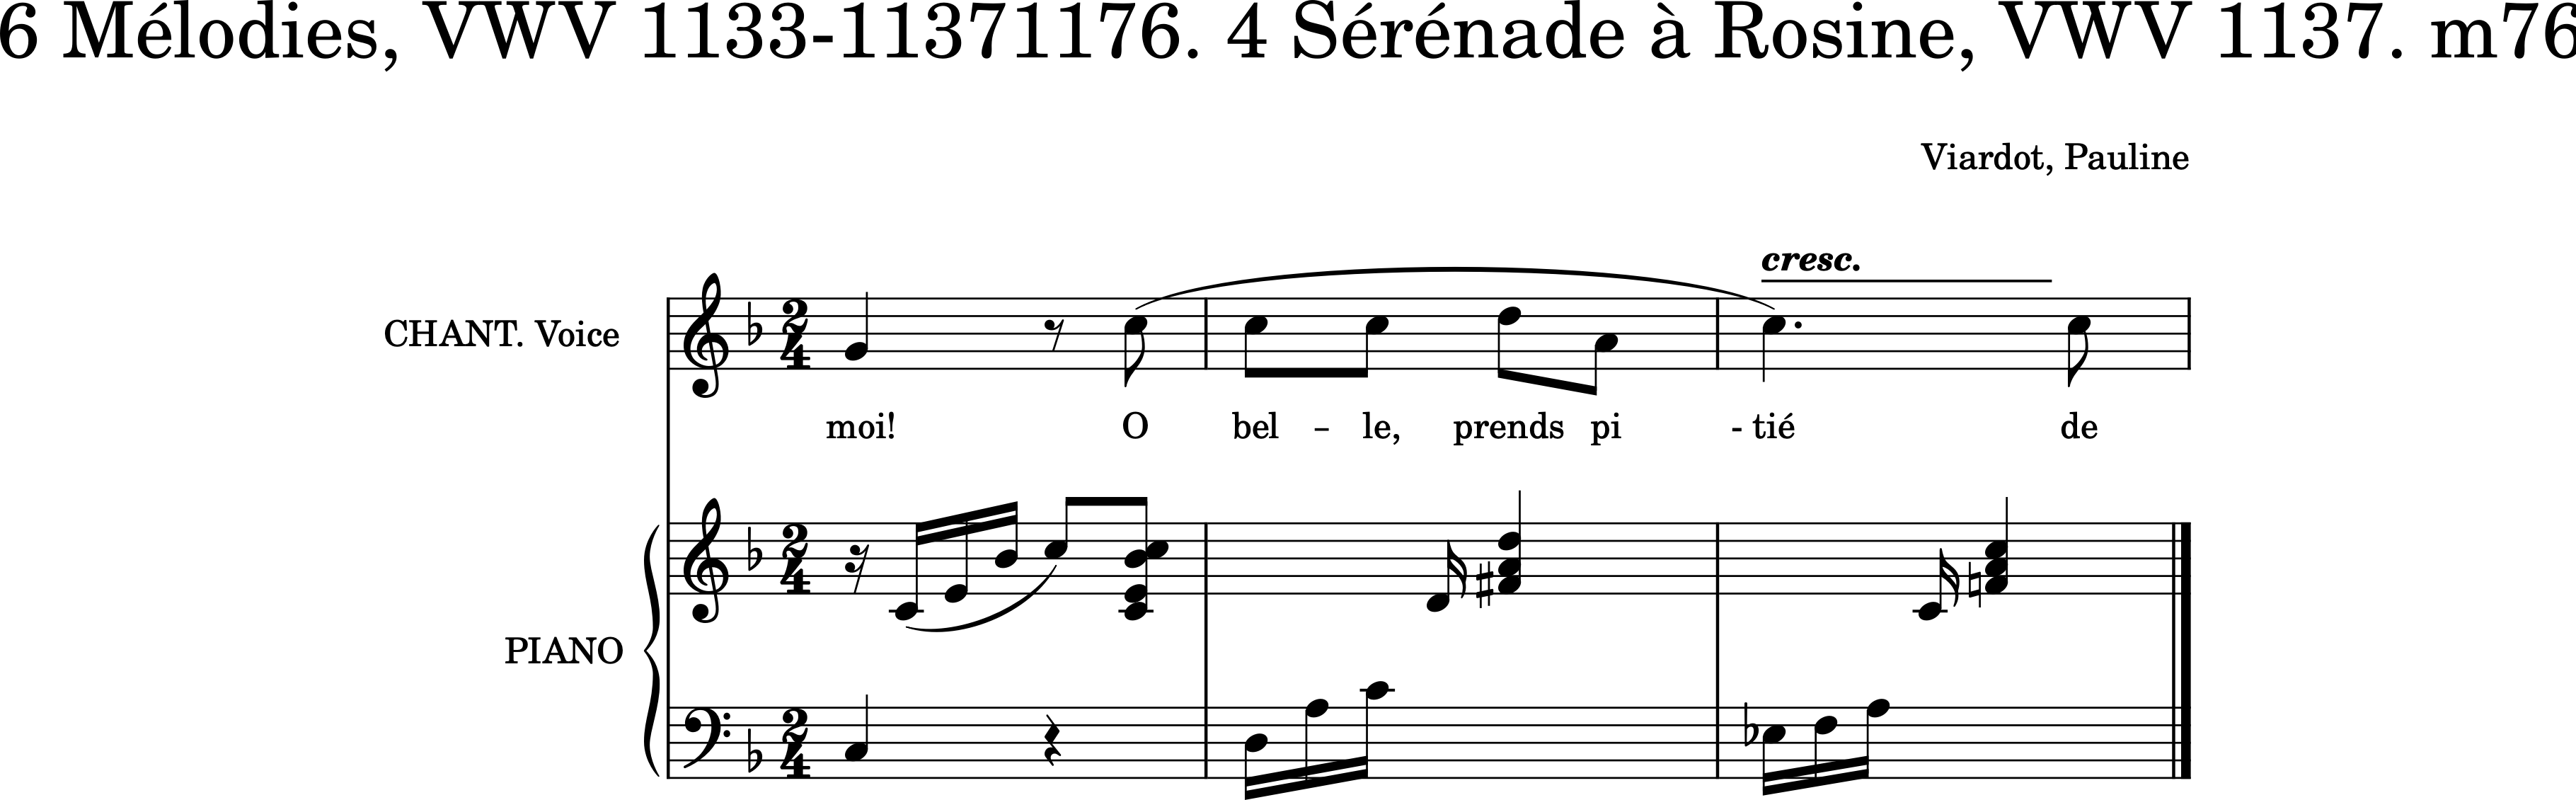 6 Mélodies, VWV 1133-11371176. 4 Sérénade à Rosine, VWV 1137. m76
Viardot, Pauline
cresc.
CHANT. Voice
moi! O bel – le, prends pi - tié de
PIANO